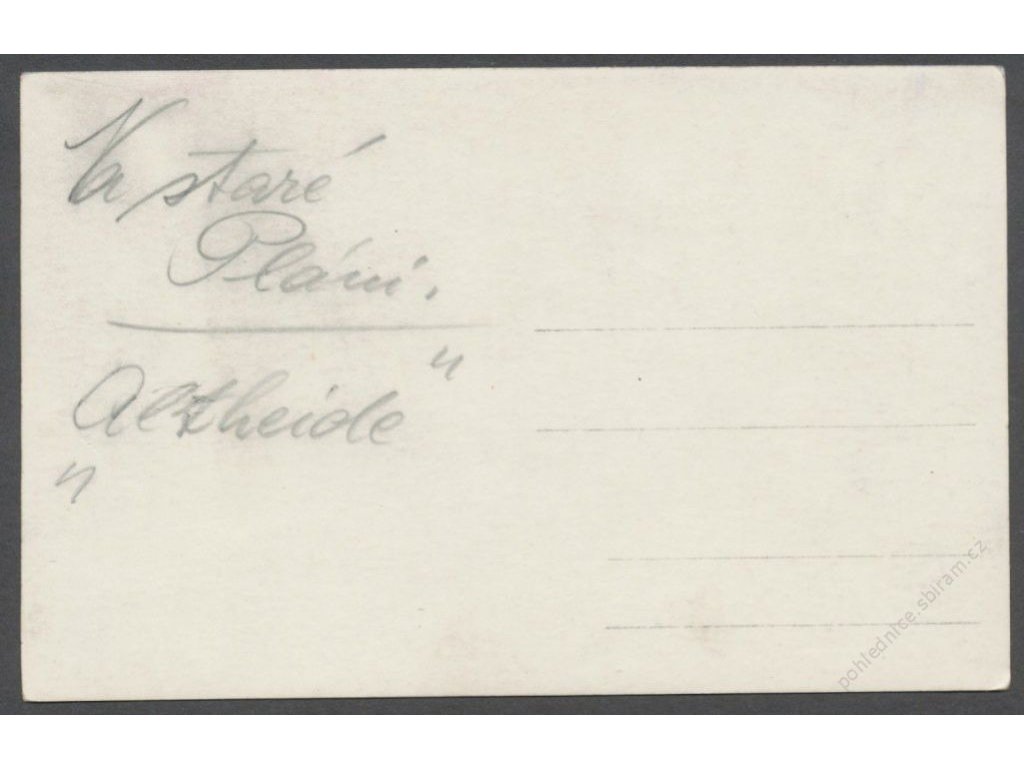 Na staré
Pláni.
Altheide"
"
pohlednice.sbiram.cz